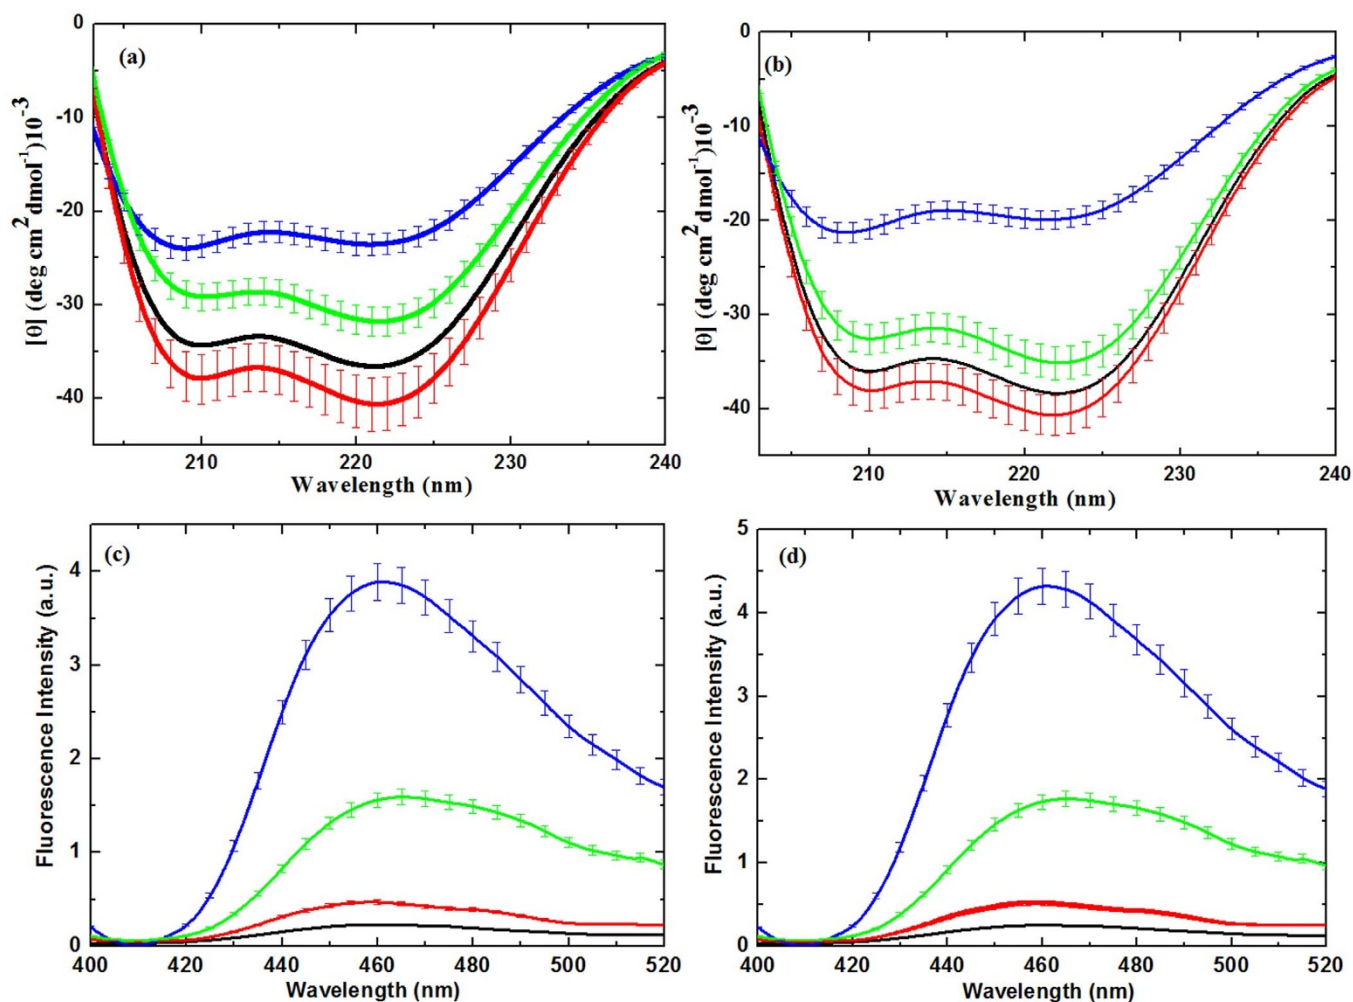 (a)
[θ] (deg cm2 dmol-1)10-3
0
-10
-20
-30
-40
210 220 230 240
Wavelength (nm)
(b)
[θ] (deg cm2 dmol-1)10-3
0
-10
-20
-30
-40
210 220 230 240
Wavelength (nm)
(c)
Fluorescence Intensity (a.u.)
4
3
2
1
0
400 420 440 460 480 500 520
Wavelength (nm)
(d)
Fluorescence Intensity (a.u.)
5
4
3
2
1
0
400 420 440 460 480 500 520
Wavelength (nm)